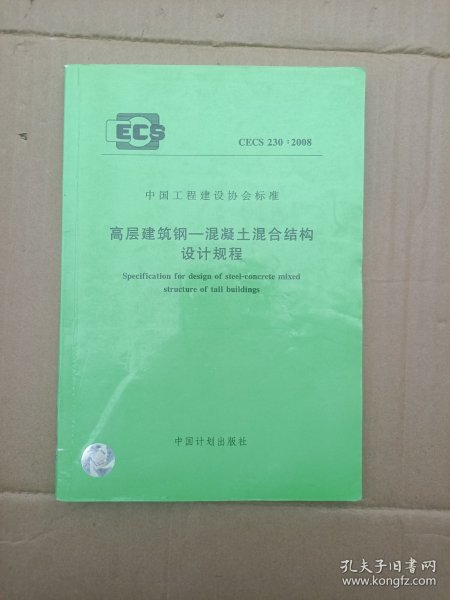 ECS
CECS 230：2008
中国工程建设协会标准
高层建筑钢—混凝土混合结构
设计规程
Specification for design of steel-concrete mixed
structure of tall buildings
中国计划出版社
孔夫子旧书网
www.kongfz.com